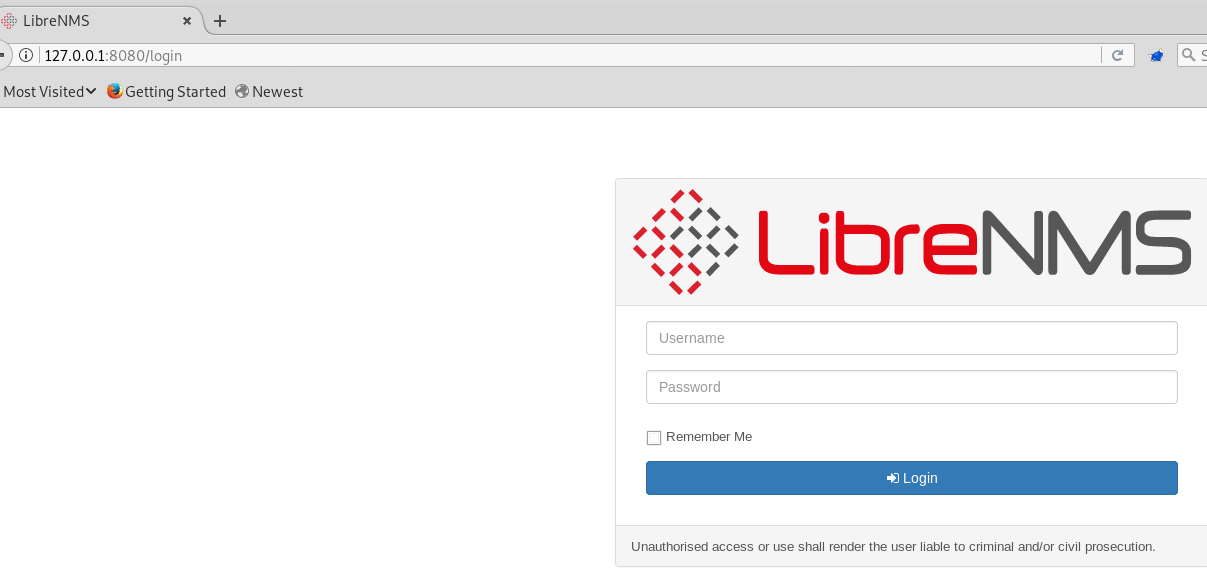 LibreNMS
127.0.0.1:8080/login
S
Most Visited Getting Started Newest
LibreNMS
Username
Password
Remember Me
Login
Unauthorised access or use shall render the user liable to criminal and/or civil prosecution.